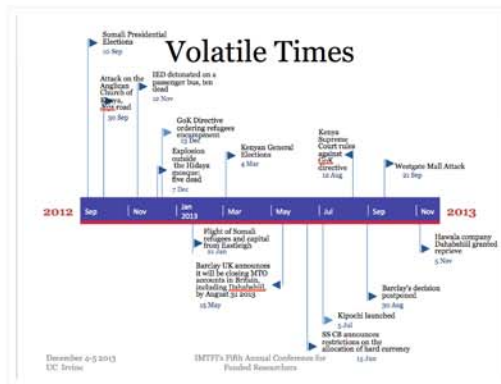 Volatile Times
Somali Presidential
Elections
10 Sep
Attack on the
Anglican
Church of
Kenya,
road
30 Sep
IED detonated on a
passenger bus, ten
dead
GoK Directive
ordering refugees
encampment
13 Dec
Explosion
outside
the Hidaya
mosque;
five dead
7 Dec
Kenyan General
Elections
4 Mar
Kenya
Supreme
Court rules
against
GoK
directive
12 Aug
Westgate Mall Attack
21 Sep
2012
Sep
Nov
Jan
2013
Mar
May
Jul
Sep
Nov
2013
Flight of Somali
refugees and capital
from Eastleigh
Barclay UK announces
it will be closing MTO
accounts in Britain,
including Dahabshill
by August 31 2013
15 May
Hawala company
Dahabshill granted
reprieve
5 Nov
Barclay's decision
postponed
30 Aug
Kipochi launched
5 Jul
SS CB announces
restrictions on the
allocation of hard currency
December 4-5 2013
UC Irvine
IMTFI's Fifth Annual Conference for
Funded Researchers